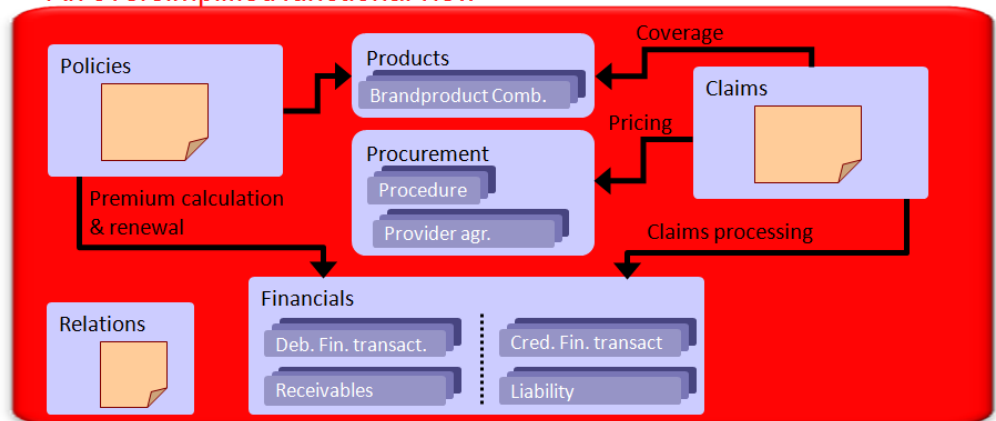 Policies
Products
Brandproduct Comb.
Coverage
Claims
Pricing
Procurement
Procedure
Provider agr.
Premium calculation
& renewal
Claims processing
Financials
Deb. Fin. transact.
Receivables
Cred. Fin. transact
Liability
Relations